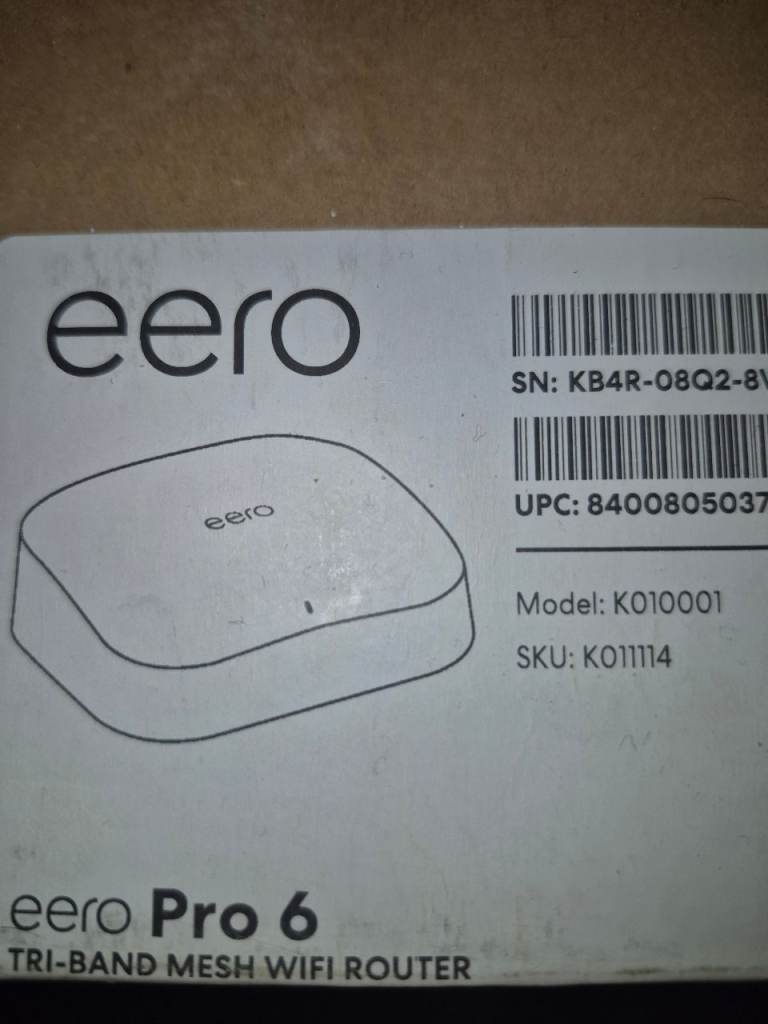 eero
SN: KB4R-08Q2-8
UPC: 8400805037
eero
Model: K010001
SKU: K011114
eero Pro 6
TRI-BAND MESH WIFI ROUTER